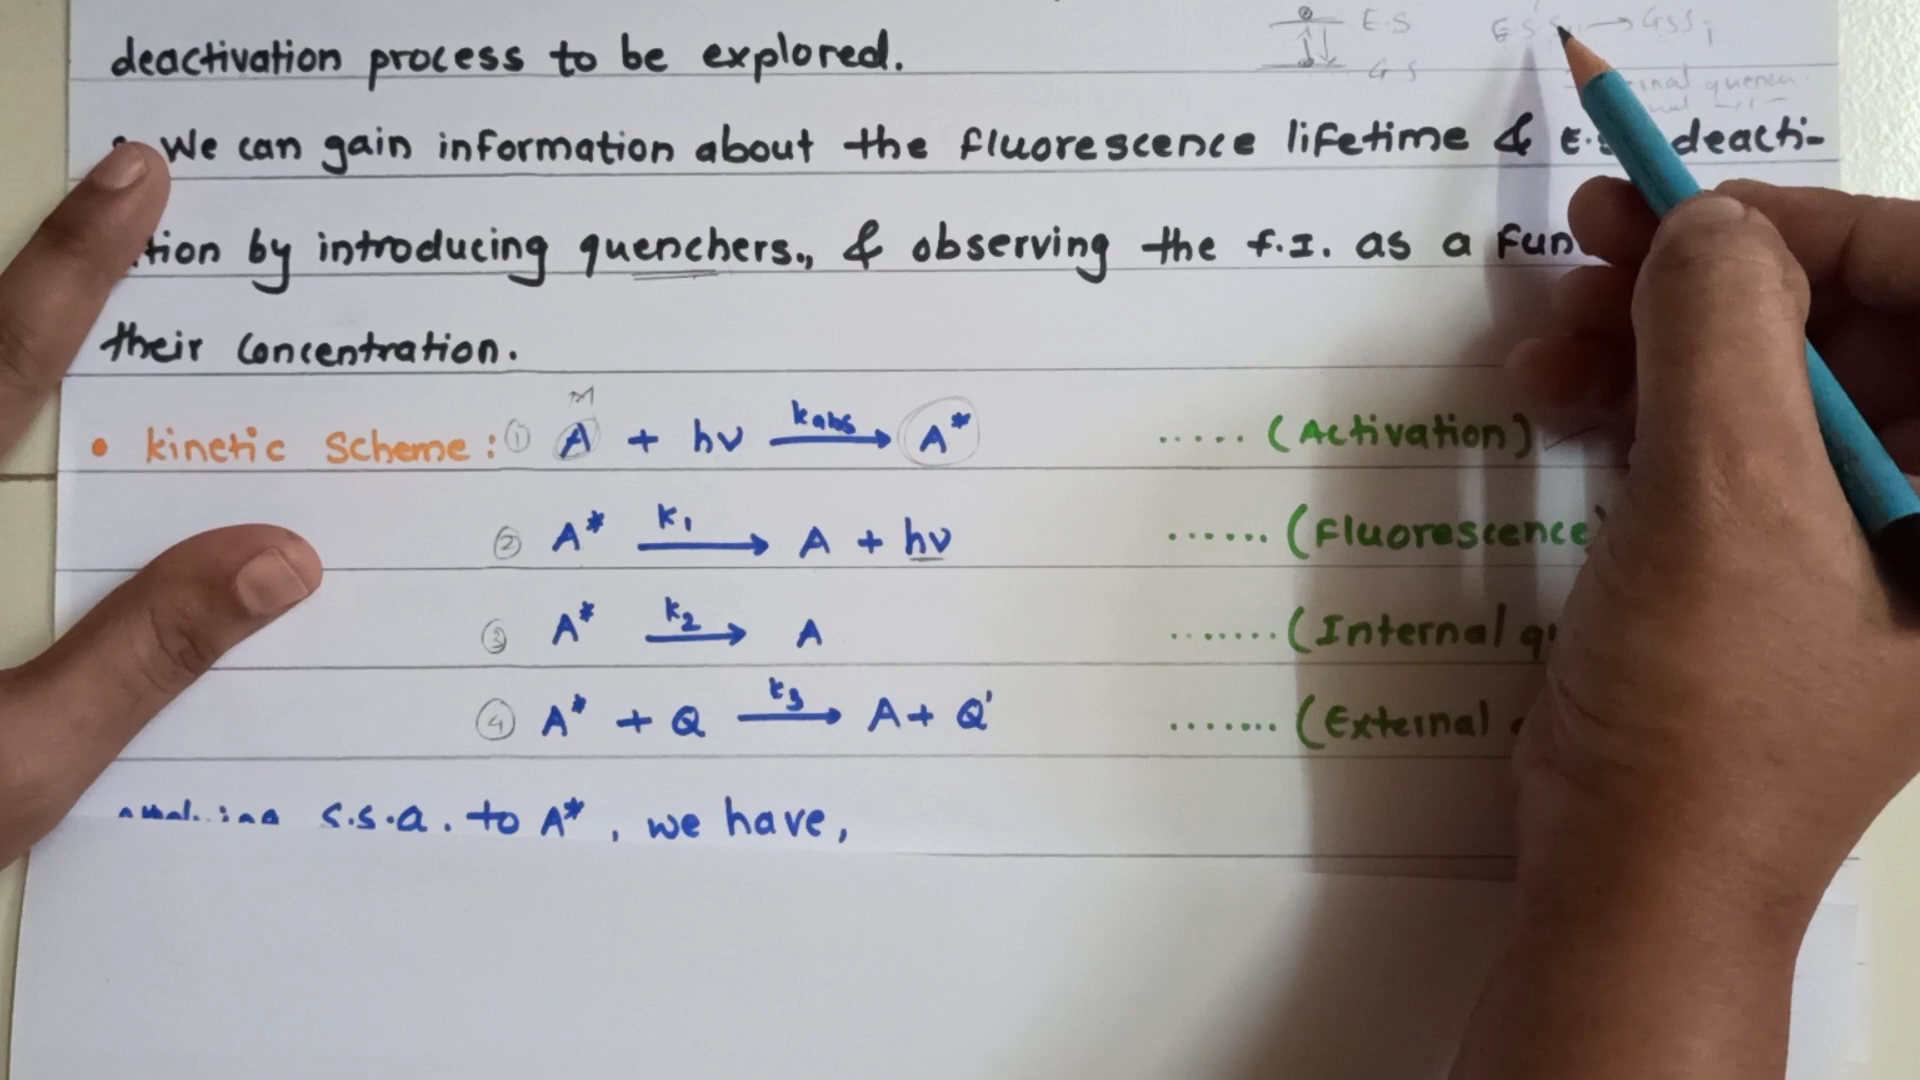 deactivation process to be explored.
E.S
G S
We can gain information about the fluorescence lifetime & deacti-
tion by introducing quenchers., & observing the f.I. as a
their concentration.
• kinetic scheme: ① A + hν kabs → A* ..... (Activation)
② A* k1 → A + hν ...... (Fluorescence)
③ A* k2 → A ....... (Internal
④ A* + Q k3 → A + Q' ....... (External
s.s.a. to A*, we have,